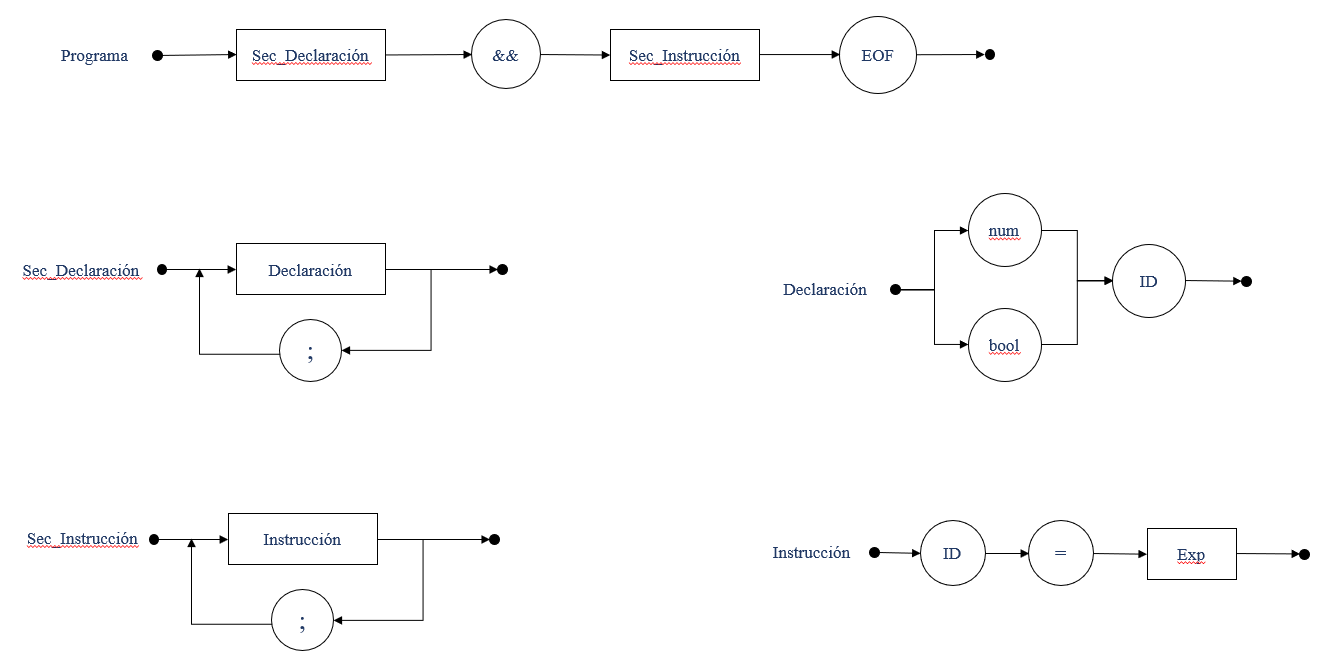 Programa
Sec_Declaración
&&
Sec_Instrucción
EOF
Sec_Declaración
Declaración
;
Declaración
num
bool
ID
Sec_Instrucción
Instrucción
;
Instrucción
ID
=
Exp